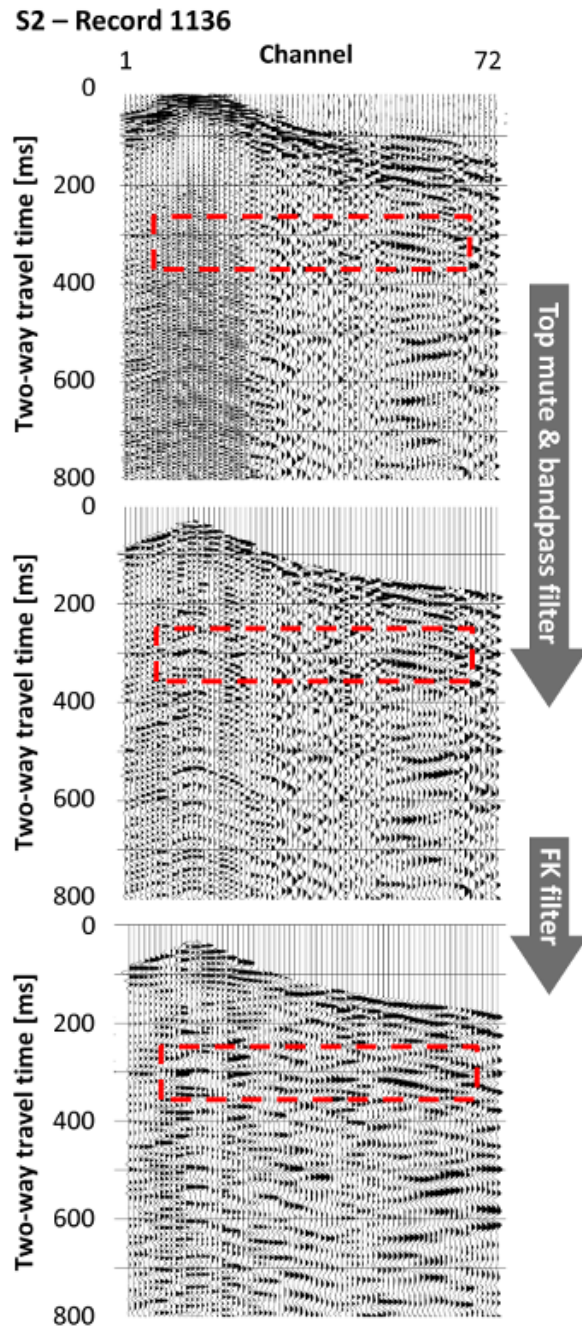 S2 – Record 1136
Channel
1 72
Two-way travel time [ms]
0
200
400
600
800
Top mute & bandpass filter
Two-way travel time [ms]
0
200
400
600
800
FK filter
Two-way travel time [ms]
0
200
400
600
800